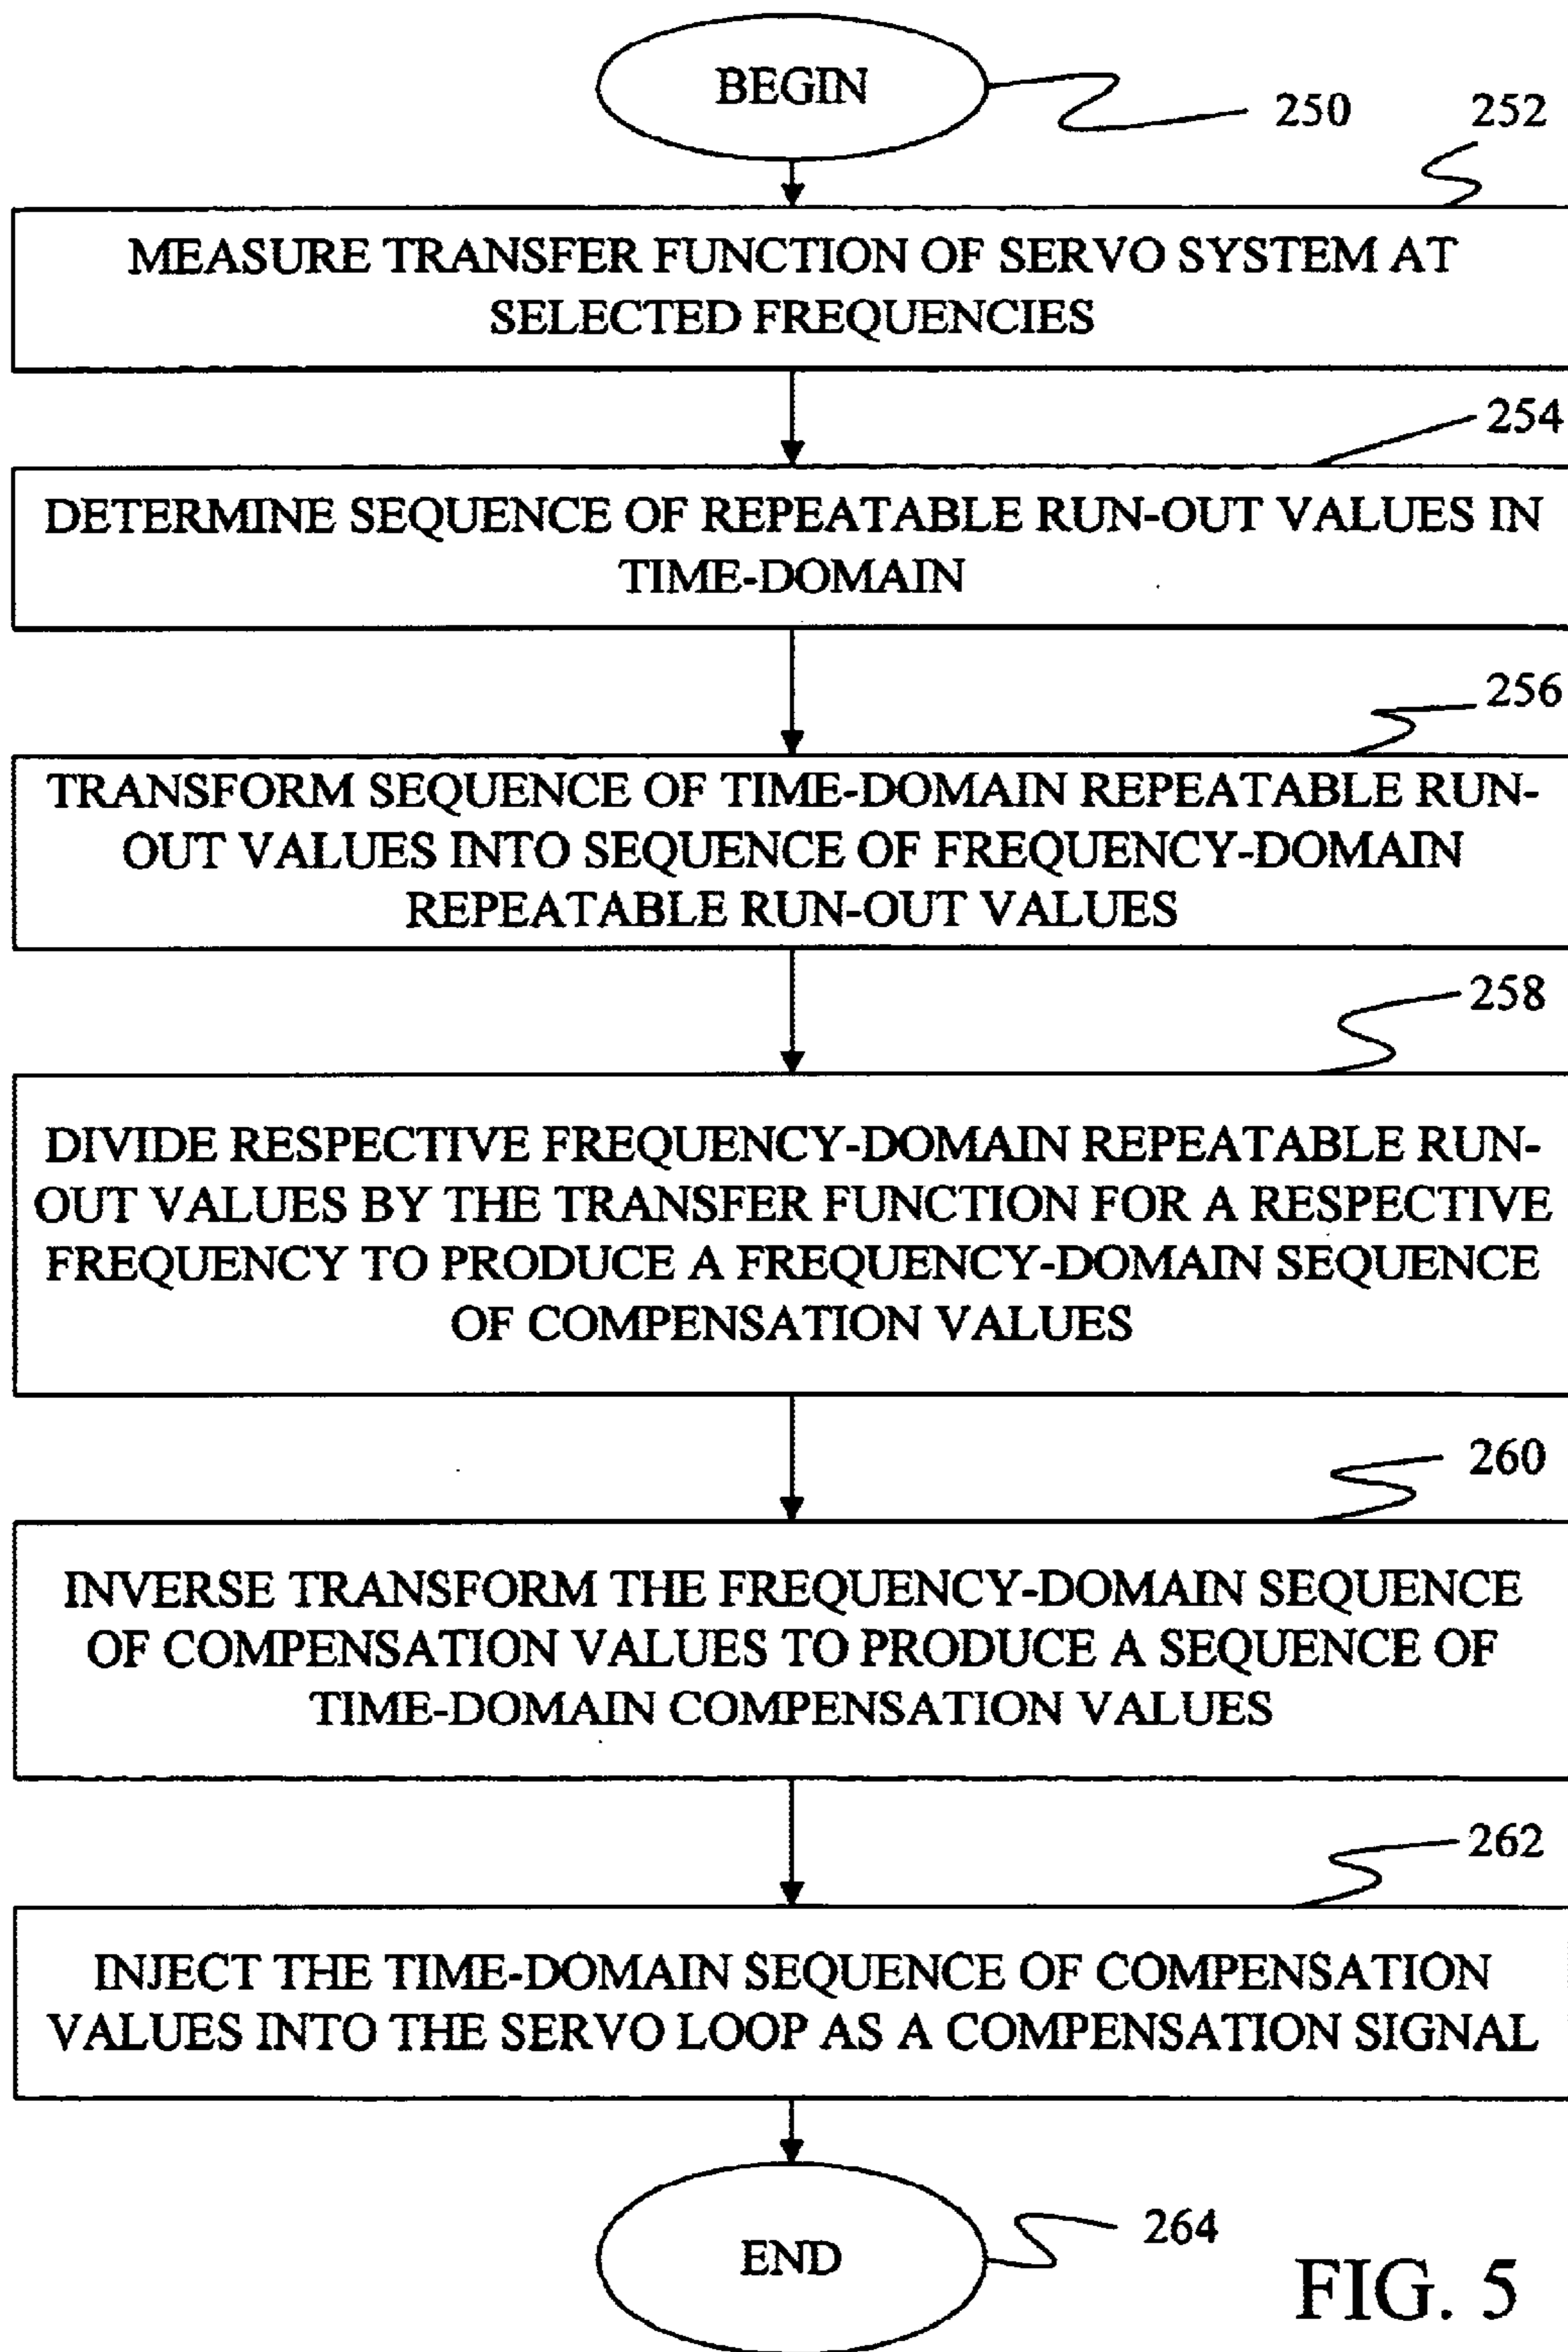 BEGIN
250
252
MEASURE TRANSFER FUNCTION OF SERVO SYSTEM AT
SELECTED FREQUENCIES
254
DETERMINE SEQUENCE OF REPEATABLE RUN-OUT VALUES IN
TIME-DOMAIN
256
TRANSFORM SEQUENCE OF TIME-DOMAIN REPEATABLE RUN-
OUT VALUES INTO SEQUENCE OF FREQUENCY-DOMAIN
REPEATABLE RUN-OUT VALUES
258
DIVIDE RESPECTIVE FREQUENCY-DOMAIN REPEATABLE RUN-
OUT VALUES BY THE TRANSFER FUNCTION FOR A RESPECTIVE
FREQUENCY TO PRODUCE A FREQUENCY-DOMAIN SEQUENCE
OF COMPENSATION VALUES
260
INVERSE TRANSFORM THE FREQUENCY-DOMAIN SEQUENCE
OF COMPENSATION VALUES TO PRODUCE A SEQUENCE OF
TIME-DOMAIN COMPENSATION VALUES
262
INJECT THE TIME-DOMAIN SEQUENCE OF COMPENSATION
VALUES INTO THE SERVO LOOP AS A COMPENSATION SIGNAL
END
264
FIG. 5